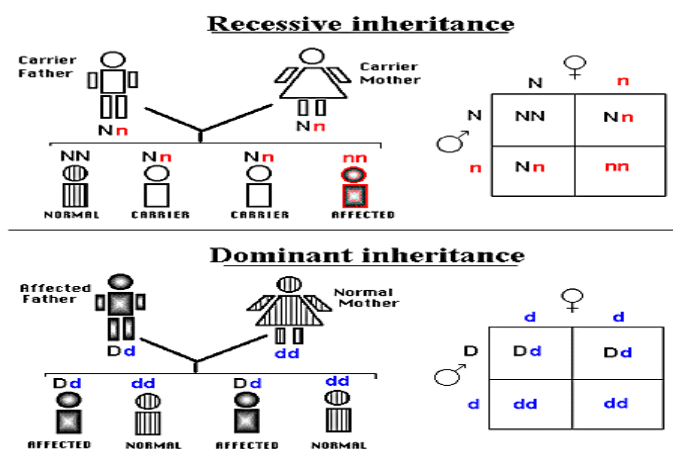 Recessive inheritance
Carrier
Father
Carrier
Mother
Nn
Nn
NN Nn Nn nn
NORMAL CARRIER CARRIER AFFECTED
N n
N NN Nn
n Nn nn
Dominant inheritance
Affected
Father
Normal
Mother
Dd
dd
Dd dd Dd dd
AFFECTED NORMAL AFFECTED NORMAL
d d
D Dd Dd
d dd dd